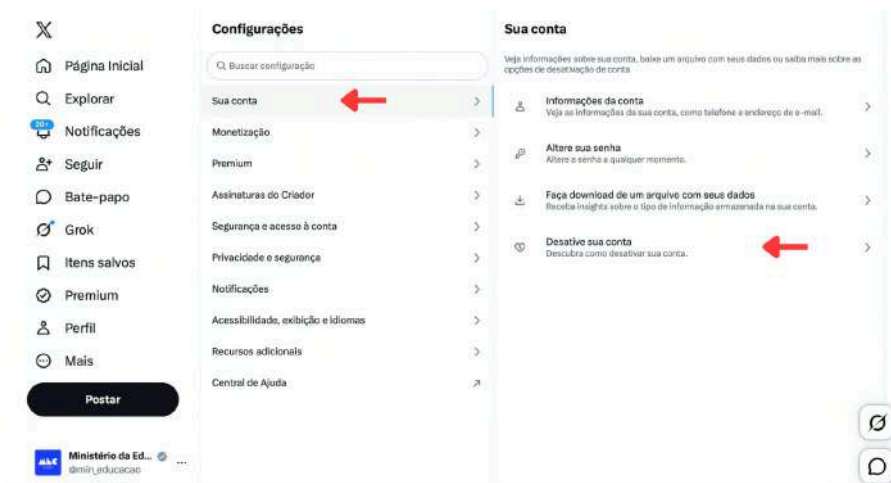 Página Inicial
Explorar
20+
Notificações
Seguir
Bate-papo
Grok
Itens salvos
Premium
Perfil
Mais
Postar
Ministério da Ed...
@min_educacao
Configurações
Buscar configuração
Sua conta
Monetização
Premium
Assinaturas do Criador
Segurança e acesso à conta
Privacidade e segurança
Notificações
Acessibilidade, exibição e idiomas
Recursos adicionais
Central de Ajuda
Sua conta
Veja informações sobre sua conta, baixe um arquivo com seus dados ou saiba mais sobre as
opções de desativação de conta
Informações da conta
Veja as informações da sua conta, como telefone e endereço de e-mail.
Altere sua senha
Altere a senha a qualquer momento.
Faça download de um arquivo com seus dados
Receba insights sobre o tipo de informação armazenada na sua conta.
Desative sua conta
Descubra como desativar sua conta.